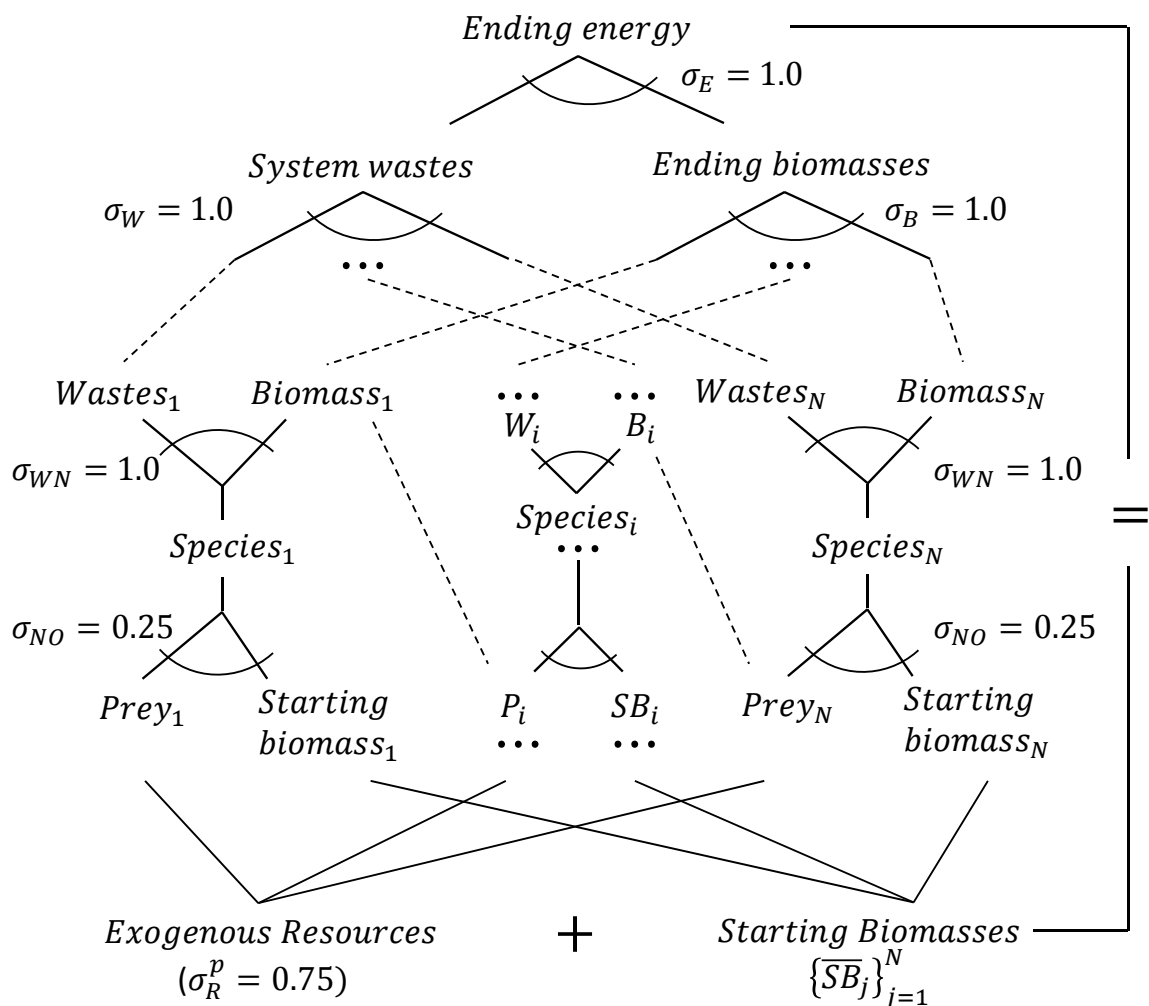 Ending energy
σ_E = 1.0
System wastes
Ending biomasses
σ_W = 1.0
σ_B = 1.0
•••
•••
Wastes_1
Biomass_1
•••
•••
Wastes_N
Biomass_N
W_i
B_i
σ_WN = 1.0
σ_WN = 1.0
Species_i
•••
=
Species_1
Species_N
σ_NO = 0.25
σ_NO = 0.25
Prey_1
Starting
biomass_1
P_i
SB_i
•••
•••
Prey_N
Starting
biomass_N
Exogenous Resources
(σ_R^p = 0.75)
+
Starting Biomasses
{\overline{SB}_j}_{j=1}^N